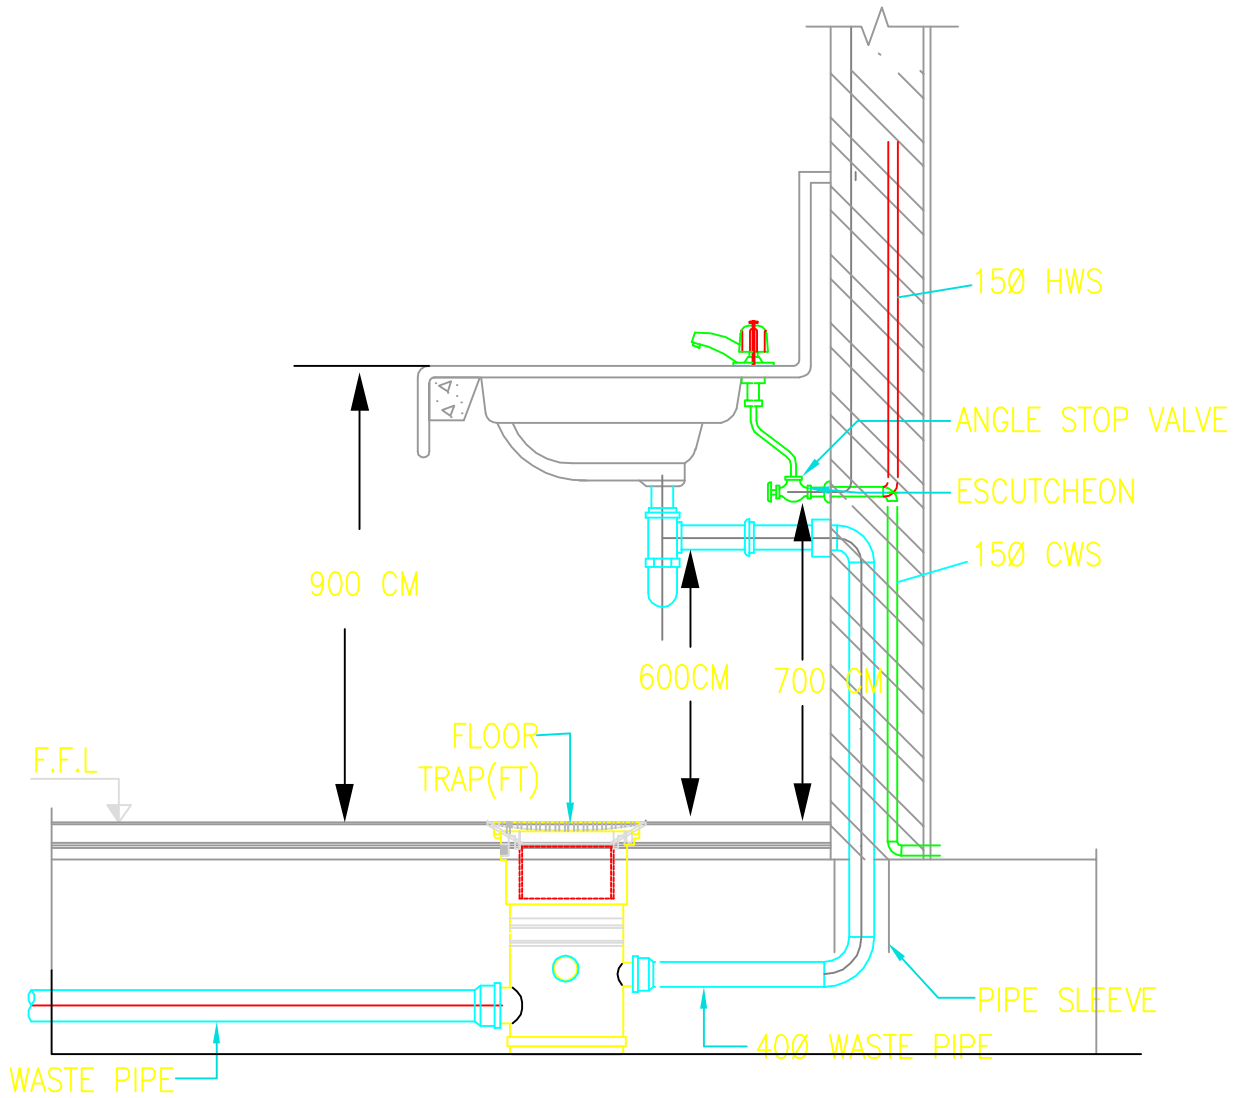 15Ø HWS
ANGLE STOP VALVE
ESCUTCHEON
15Ø CWS
900 CM
600CM
700 CM
FLOOR
TRAP(FT)
F.F.L
PIPE SLEEVE
40Ø WASTE PIPE
WASTE PIPE